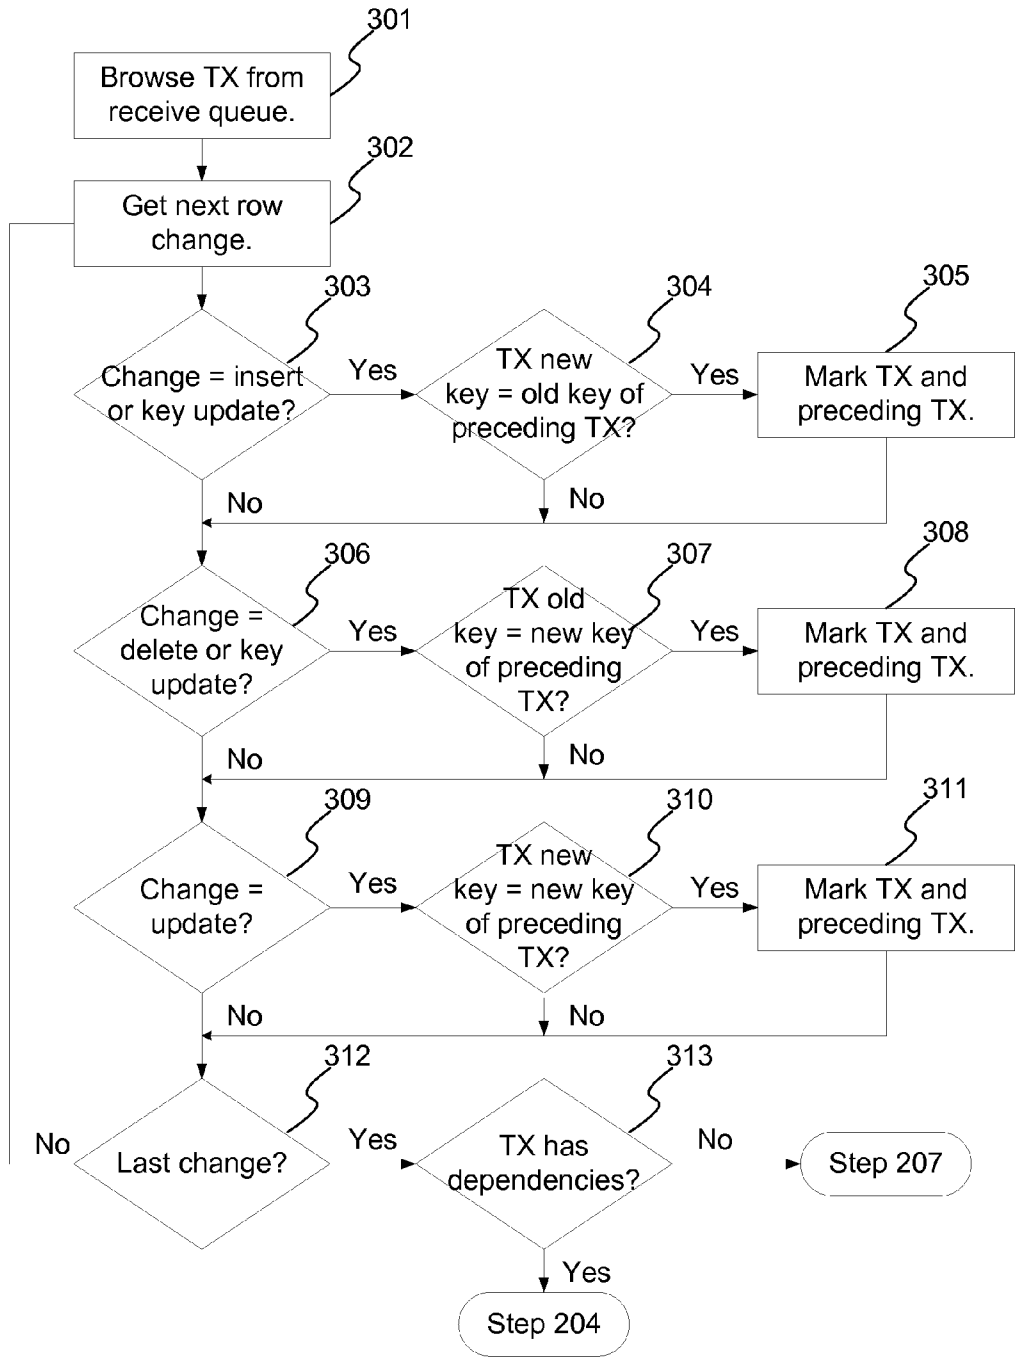 301
Browse TX from
receive queue.
302
Get next row
change.
303
Change = insert
or key update?
Yes
304
TX new
key = old key of
preceding TX?
Yes
305
Mark TX and
preceding TX.
No
No
306
Change =
delete or key
update?
Yes
307
TX old
key = new key
of preceding
TX?
Yes
308
Mark TX and
preceding TX.
No
No
309
Change =
update?
Yes
310
TX new
key = new key
of preceding
TX?
Yes
311
Mark TX and
preceding TX.
No
No
312
No
Last change?
Yes
313
TX has
dependencies?
No
Step 207
Yes
Step 204